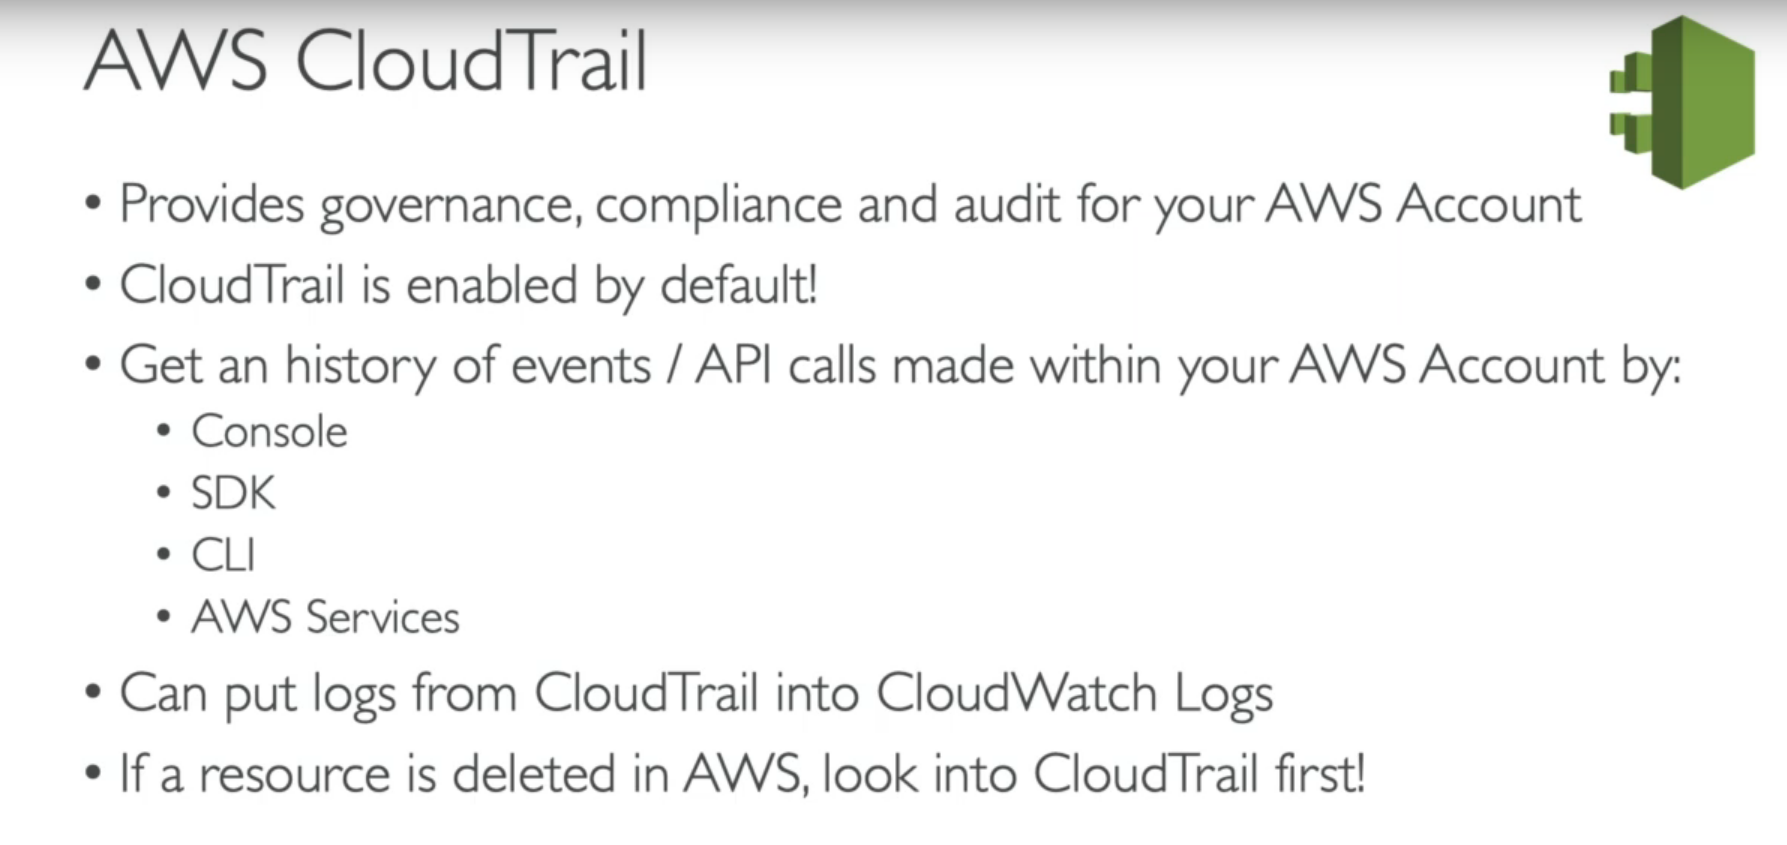 AWS CloudTrail
• Provides governance, compliance and audit for your AWS Account
• CloudTrail is enabled by default!
• Get an history of events / API calls made within your AWS Account by:
• Console
• SDK
• CLI
• AWS Services
• Can put logs from CloudTrail into CloudWatch Logs
• If a resource is deleted in AWS, look into CloudTrail first!